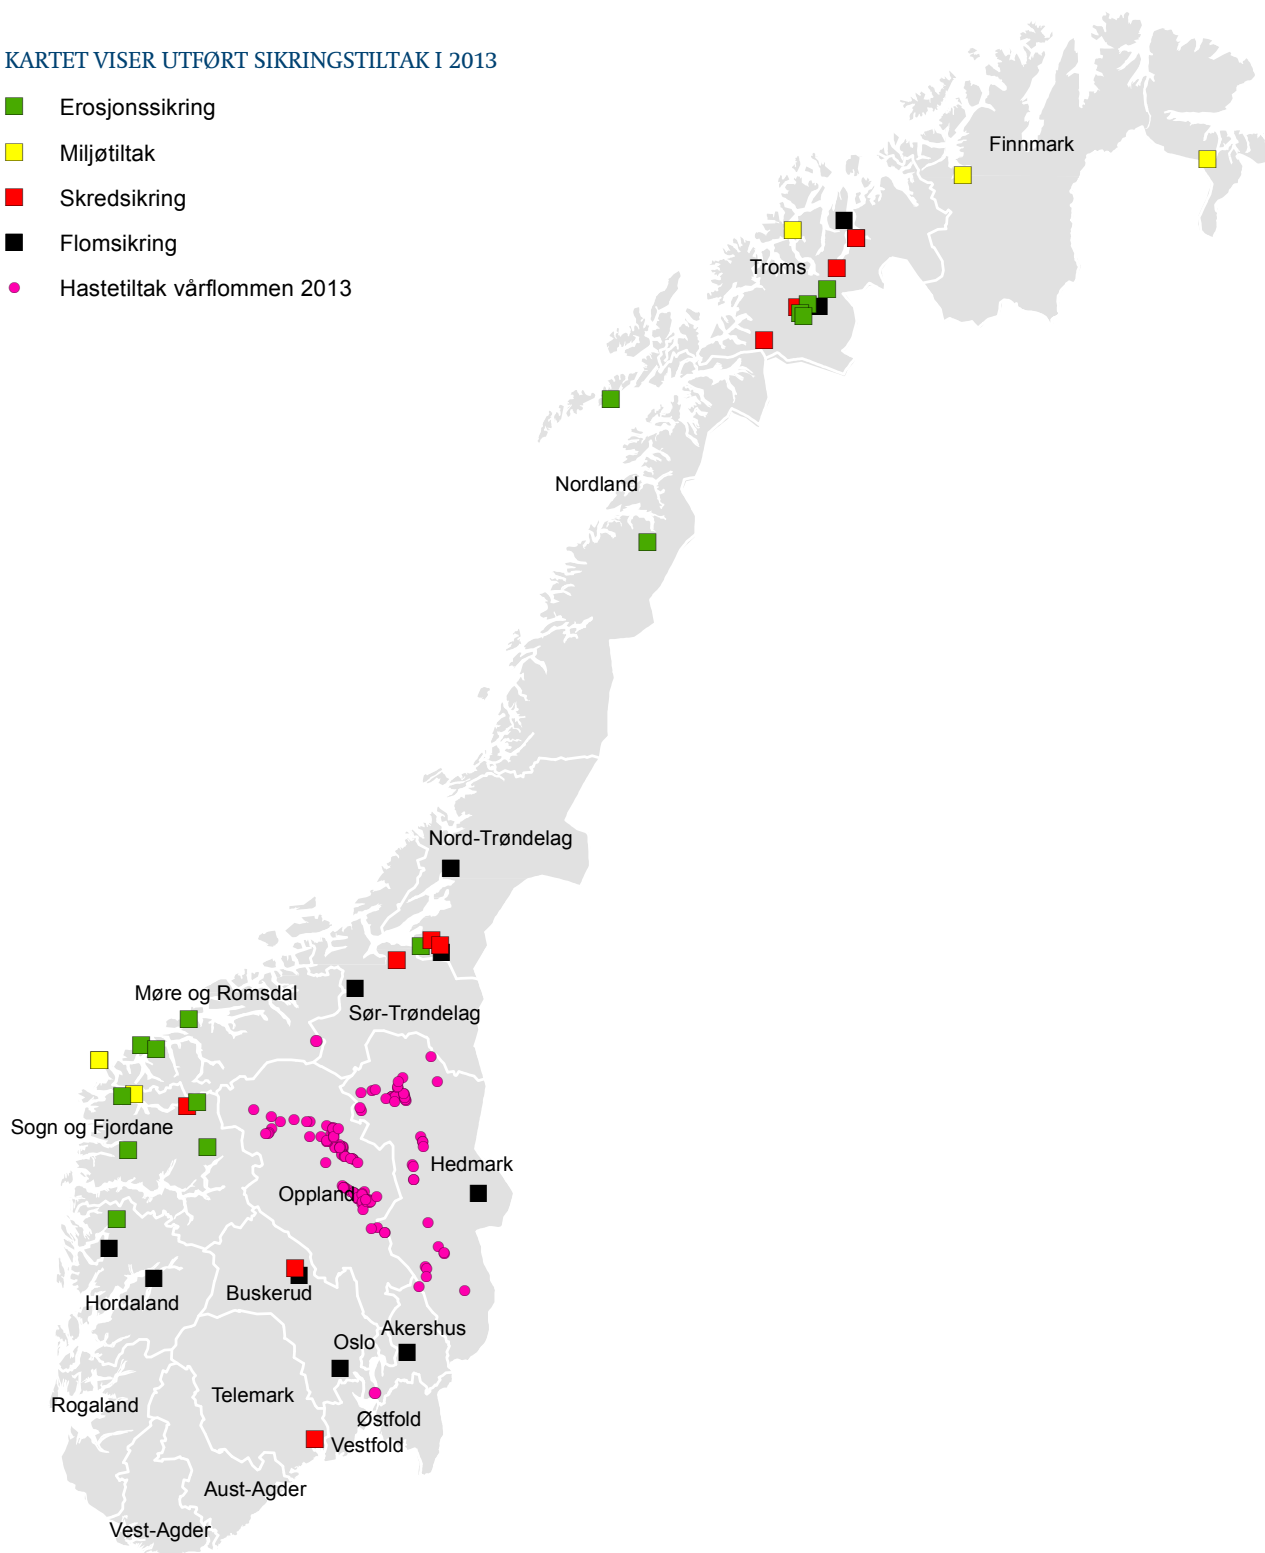 KARTET VISER UTFØRT SIKRINGSTILTAK I 2013
Erosjonssikring
Miljøtiltak
Skredsikring
Flomsikring
Hastetiltak vårflommen 2013
Finnmark
Troms
Nordland
Nord-Trøndelag
Møre og Romsdal
Sør-Trøndelag
Sogn og Fjordane
Hedmark
Oppland
Buskerud
Hordaland
Akershus
Oslo
Telemark
Rogaland
Østfold
Vestfold
Aust-Agder
Vest-Agder